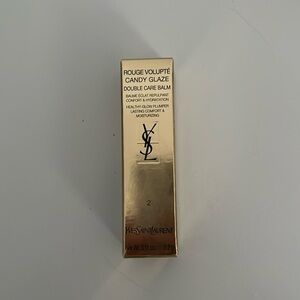 ROUGE VOLUPTÉ
CANDY GLAZE
DOUBLE CARE BALM
BAUME ÉCLAT REPULPANT
CONFORT & HYDRATATION
HEALTHY GLOW PLUMPER
LASTING COMFORT &
MOISTURIZING
YSL
2
YVESSAINTLAURENT